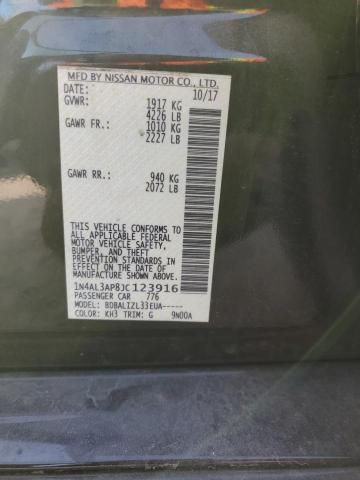 MFD BY NISSAN MOTOR CO., LTD.
10/17
GVWR: 1917 KG
4226 LB
GAWR FR.: 1010 KG
2227 LB
GAWR RR.: 940 KG
2072 LB
THIS VEHICLE CONFORMS TO
ALL APPLICABLE FEDERAL
MOTOR VEHICLE SAFETY,
BUMPER, AND THEFT
PREVENTION STANDARDS IN
EFFECT ON THE DATE OF
MANUFACTURE SHOWN ABOVE.
1N4AL3AP8JC123916
PASSENGER CAR 776
MODEL: BDBALIZL33EUA-----
COLOR: KH3 TRIM: G 9N00A